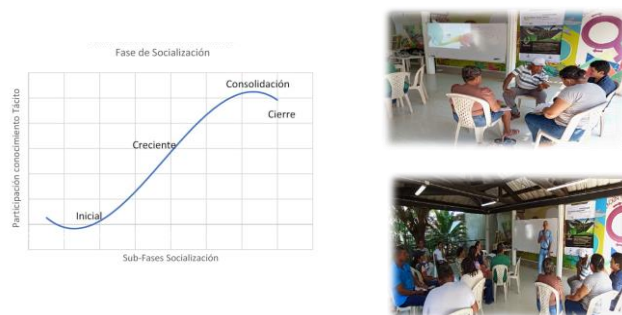 Fase de Socialización
Consolidación
Cierre
Creciente
Inicial
Participación conocimiento Tácito
Sub-Fases Socialización